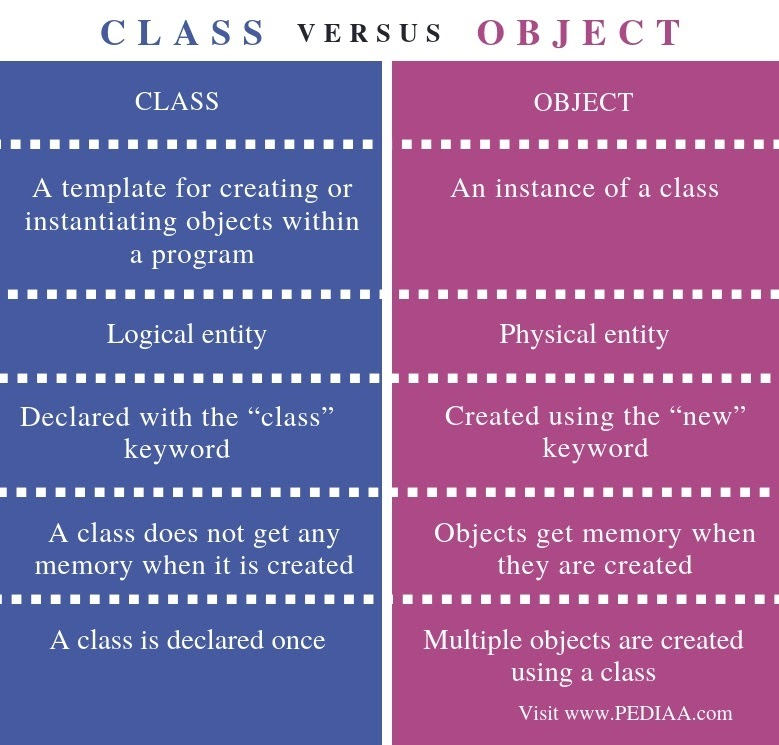 CLASS VERSUS OBJECT
CLASS
OBJECT
A template for creating or
instantiating objects within
a program
An instance of a class
Logical entity
Physical entity
Declared with the “class”
keyword
Created using the “new”
keyword
A class does not get any
memory when it is created
Objects get memory when
they are created
A class is declared once
Multiple objects are created
using a class
Visit www.PEDIAA.com